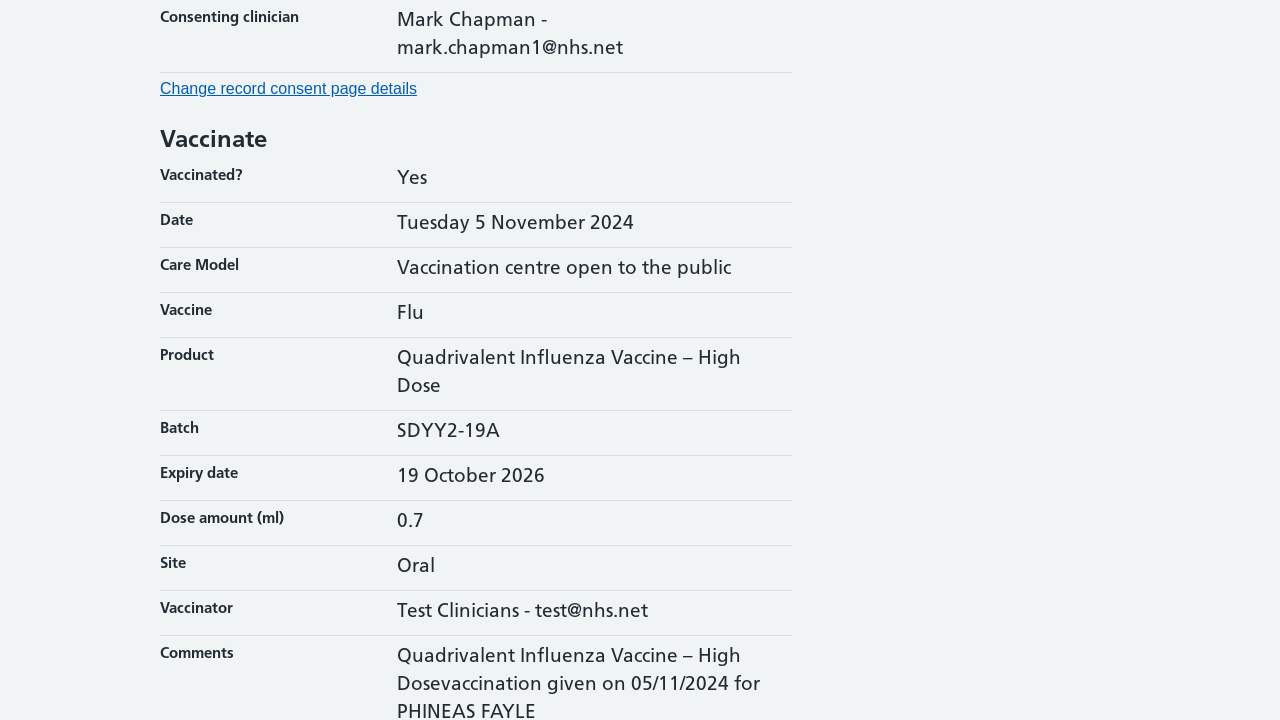 Consenting clinician
Mark Chapman -
mark.chapman1@nhs.net
Change record consent page details
Vaccinate
Vaccinated?
Yes
Date
Tuesday 5 November 2024
Care Model
Vaccination centre open to the public
Vaccine
Flu
Product
Quadrivalent Influenza Vaccine – High
Dose
Batch
SDYY2-19A
Expiry date
19 October 2026
Dose amount (ml)
0.7
Site
Oral
Vaccinator
Test Clinicians - test@nhs.net
Comments
Quadrivalent Influenza Vaccine – High
Dosevaccination given on 05/11/2024 for
PHINEAS FAYLE